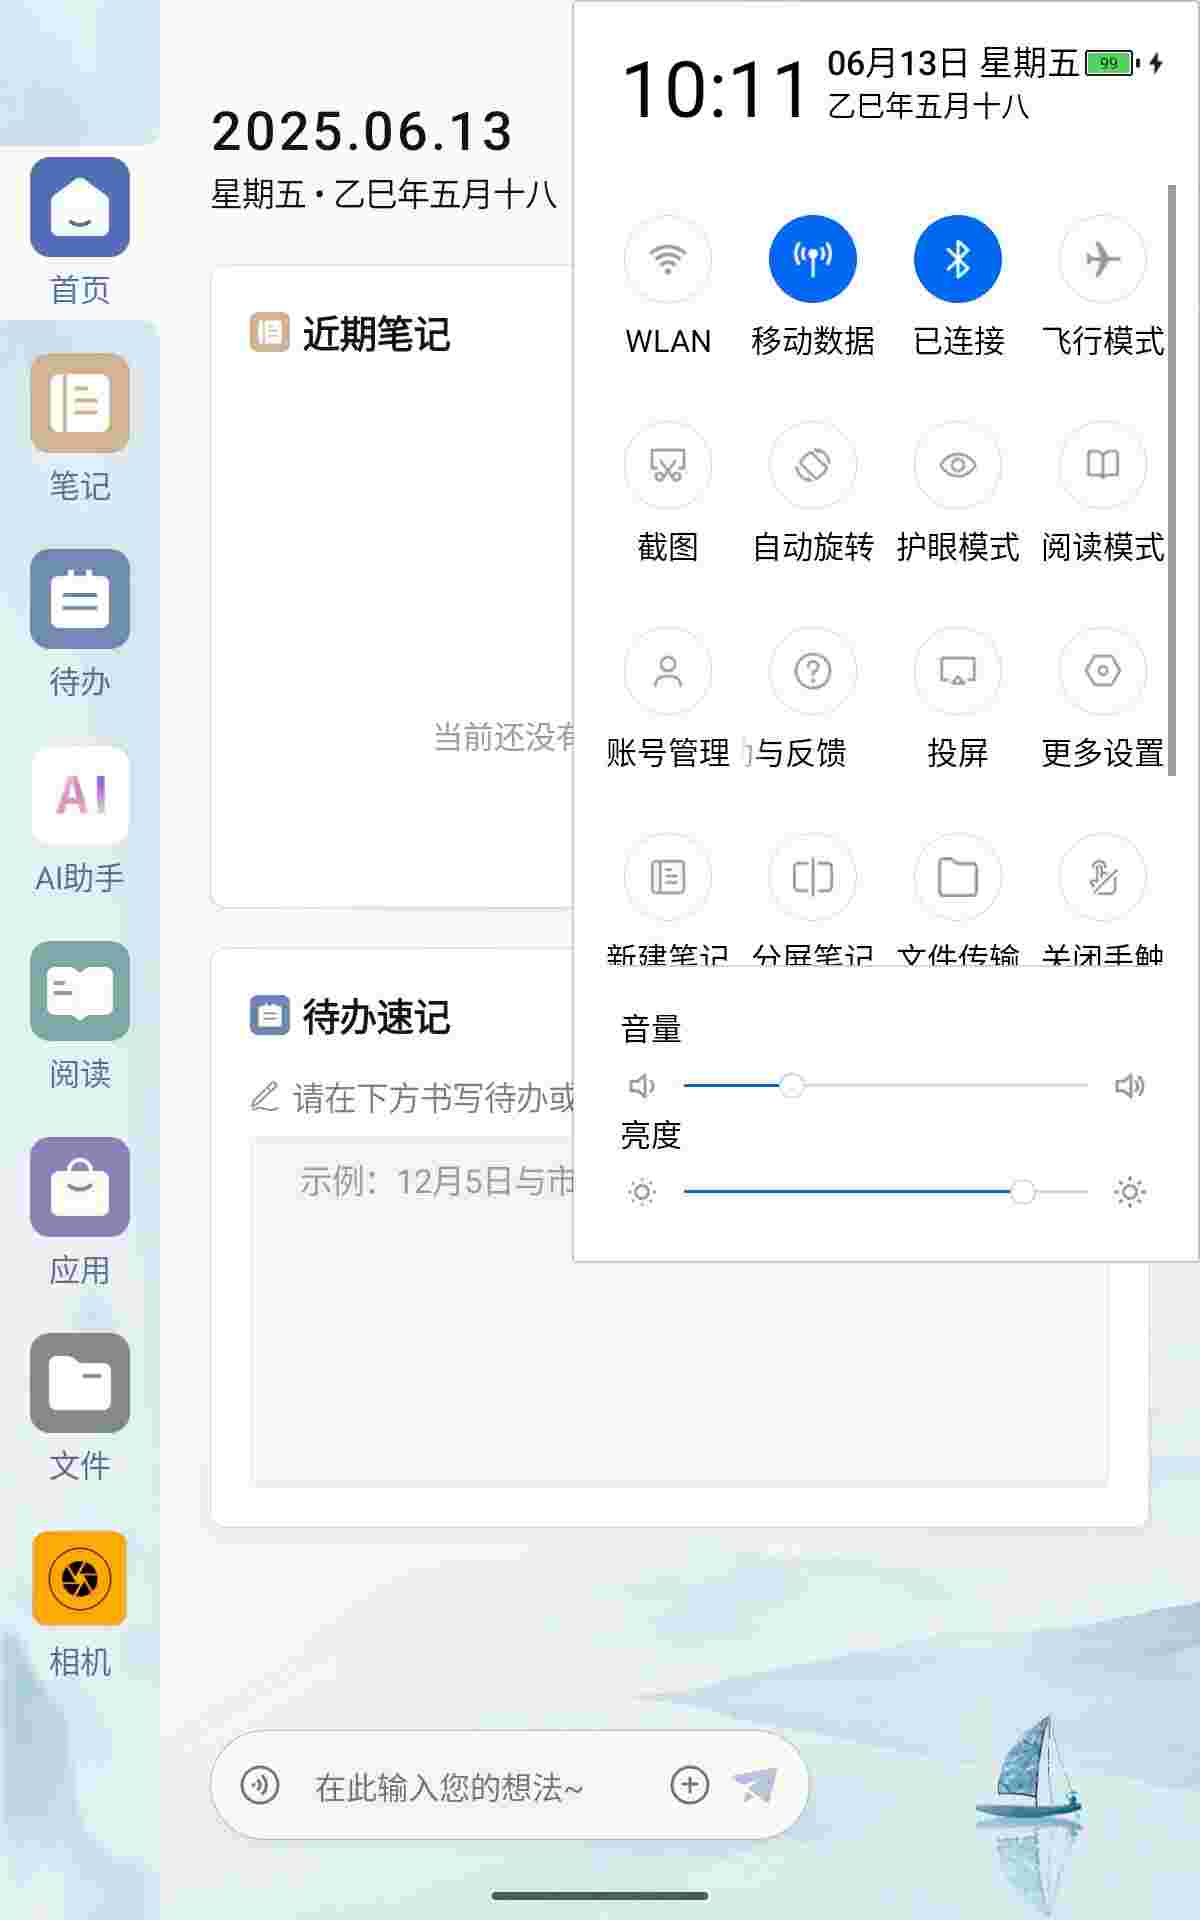 10:11
06月13日 星期五
99
乙巳年五月十八
2025.06.13
星期五·乙巳年五月十八
首页
笔记
待办
AI
AI助手
阅读
应用
文件
相机
近期笔记
当前还没有
待办速记
请在下方书写待办或
示例：12月5日与市
WLAN
移动数据
已连接
飞行模式
截图
自动旋转
护眼模式
阅读模式
账号管理
与反馈
投屏
更多设置
新建笔记
分屏笔记
文件传输
关闭手触
音量
亮度
在此输入您的想法~